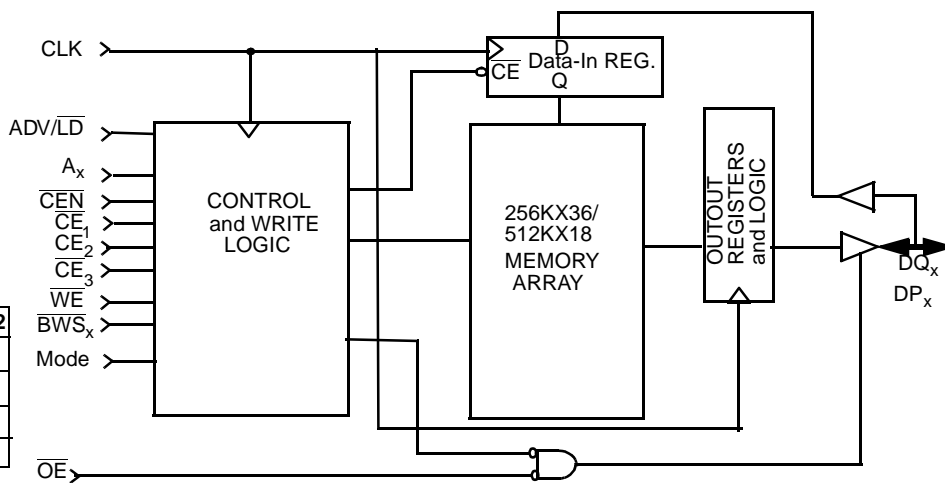 CLK
D
CE Data-In REG.
Q
ADV/LD
Ax
CEN
CE1
CE2
CE3
WE
BWSx
Mode
OE
CONTROL
and WRITE
LOGIC
256KX36/
512KX18
MEMORY
ARRAY
OUTOUT
REGISTERS
and LOGIC
DQx
DPx
2